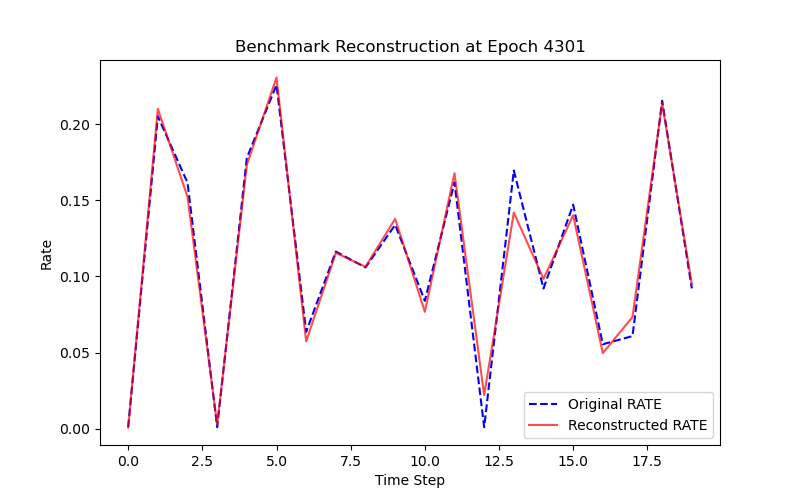 Benchmark Reconstruction at Epoch 4301
Rate
0.20
0.15
0.10
0.05
0.00
Original RATE
Reconstructed RATE
0.0 2.5 5.0 7.5 10.0 12.5 15.0 17.5
Time Step